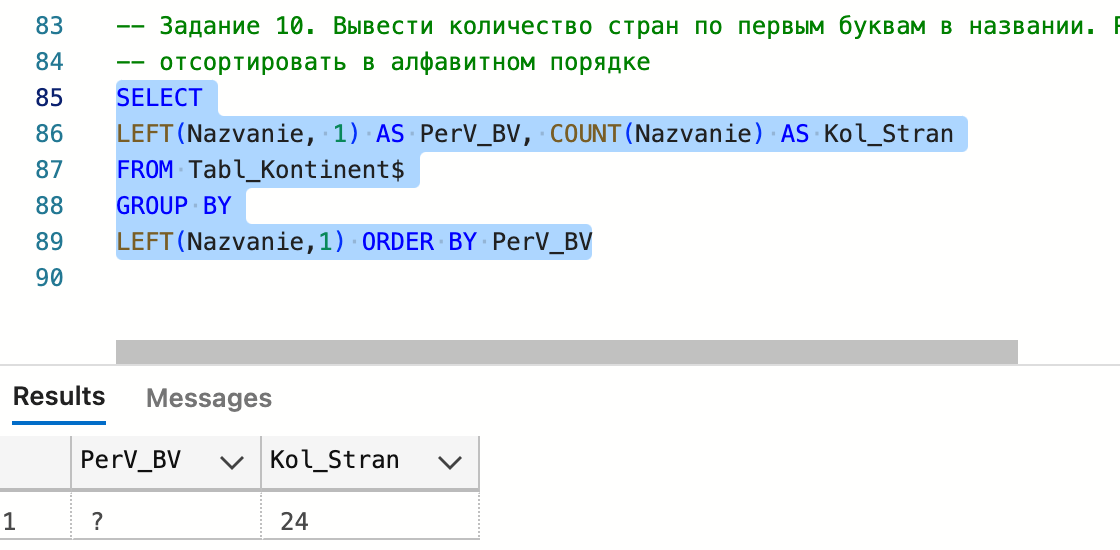 83 -- Задание 10. Вывести количество стран по первым буквам в названии.
84 -- отсортировать в алфавитном порядке
85 SELECT
86 LEFT(Nazvanie, 1) AS PerV_BV, COUNT(Nazvanie) AS Kol_Stran
87 FROM Tabl_Kontinent$
88 GROUP BY
89 LEFT(Nazvanie,1) ORDER BY PerV_BV
90
Results Messages
PerV_BV Kol_Stran
1 ? 24